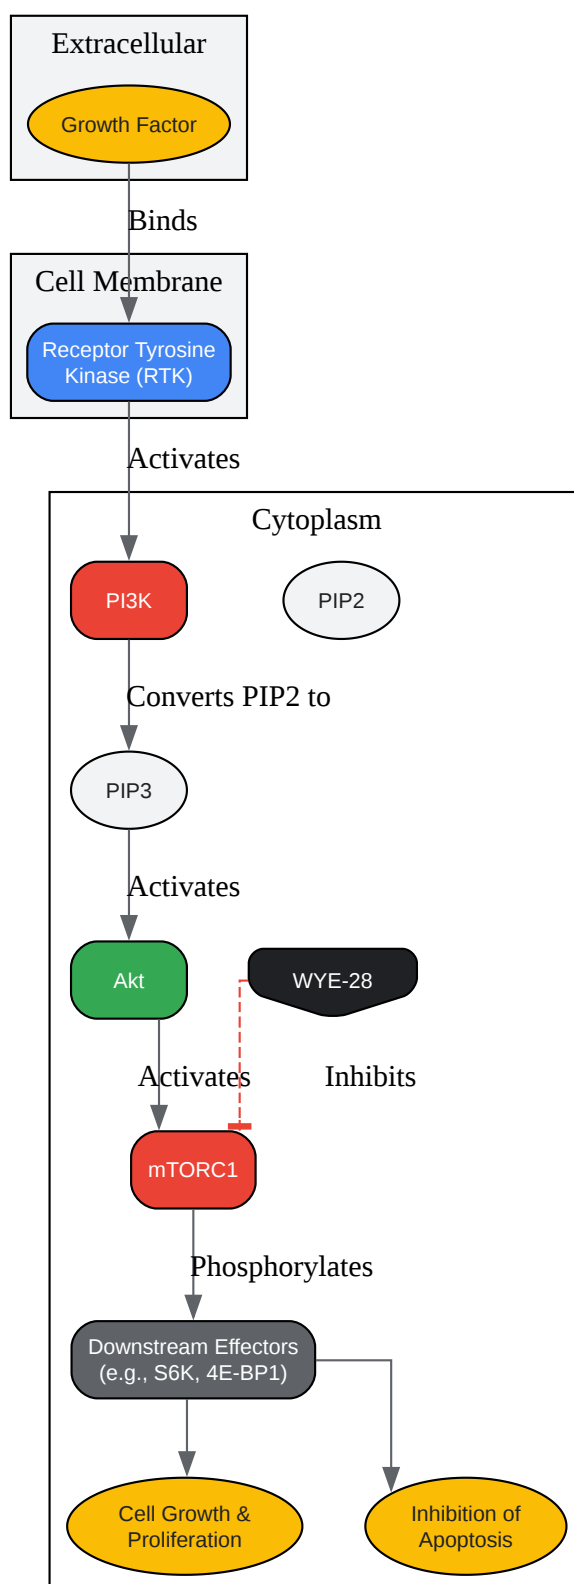 Extracellular
Growth Factor
Binds
Cell Membrane
Receptor Tyrosine
Kinase (RTK)
Activates
Cytoplasm
PI3K
PIP2
Converts PIP2 to
PIP3
Activates
Akt
WYE-28
Activates
Inhibits
mTORC1
Phosphorylates
Downstream Effectors
(e.g., S6K, 4E-BP1)
Cell Growth &
Proliferation
Inhibition of
Apoptosis